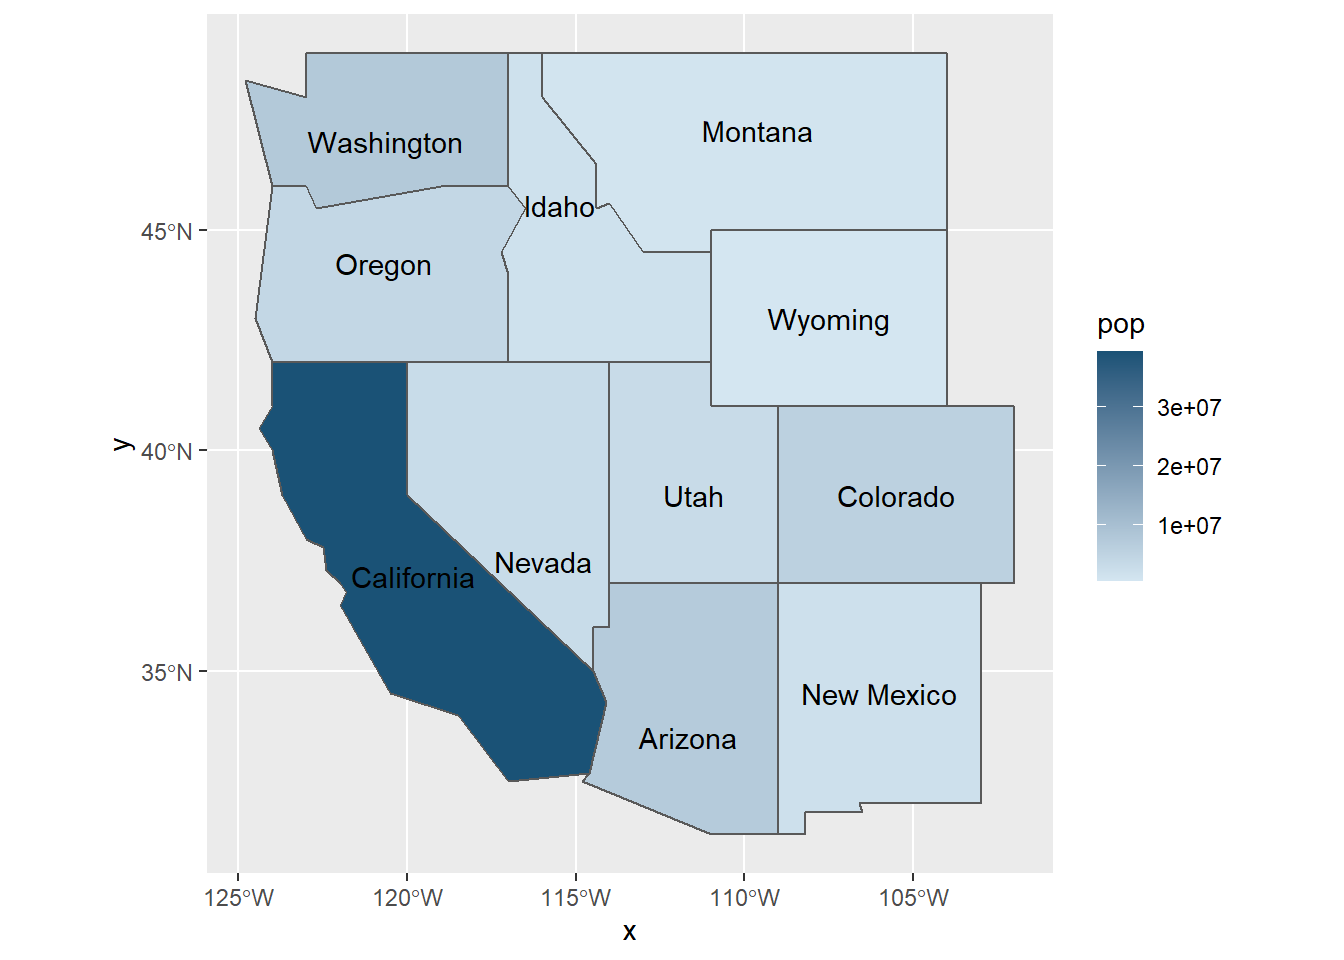 Washington
Montana
Idaho
Oregon
Wyoming
California
Nevada
Utah
Colorado
Arizona
New Mexico
45°N
40°N
35°N
y
125°W 120°W 115°W 110°W 105°W
x
pop
3e+07
2e+07
1e+07